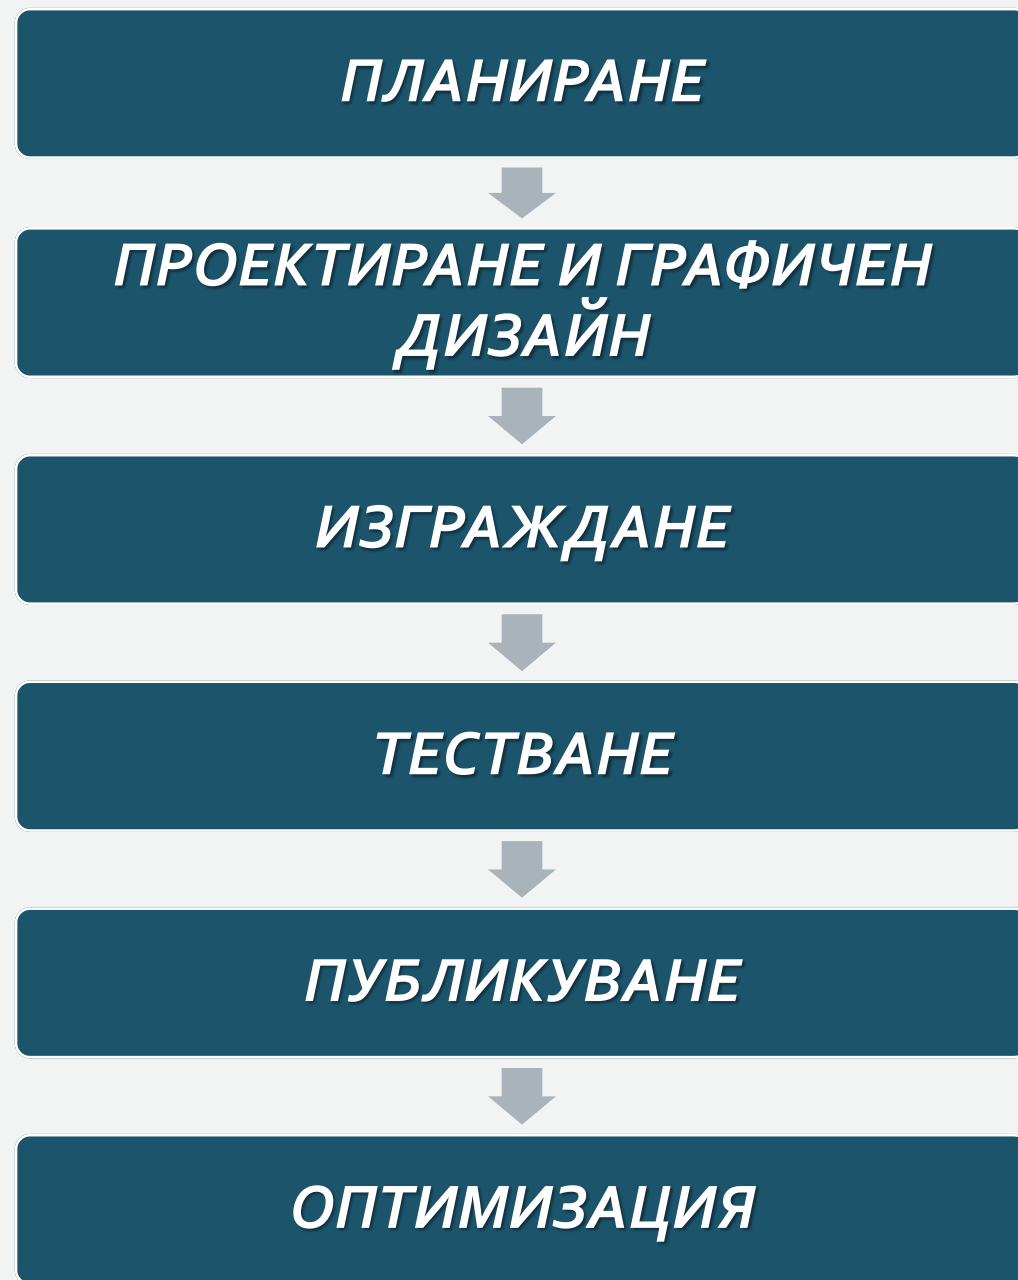 ПЛАНИРАНЕ
ПРОЕКТИРАНЕ И ГРАФИЧЕН
ДИЗАЙН
ИЗГРАЖДАНЕ
ТЕСТВАНЕ
ПУБЛИКУВАНЕ
ОПТИМИЗАЦИЯ